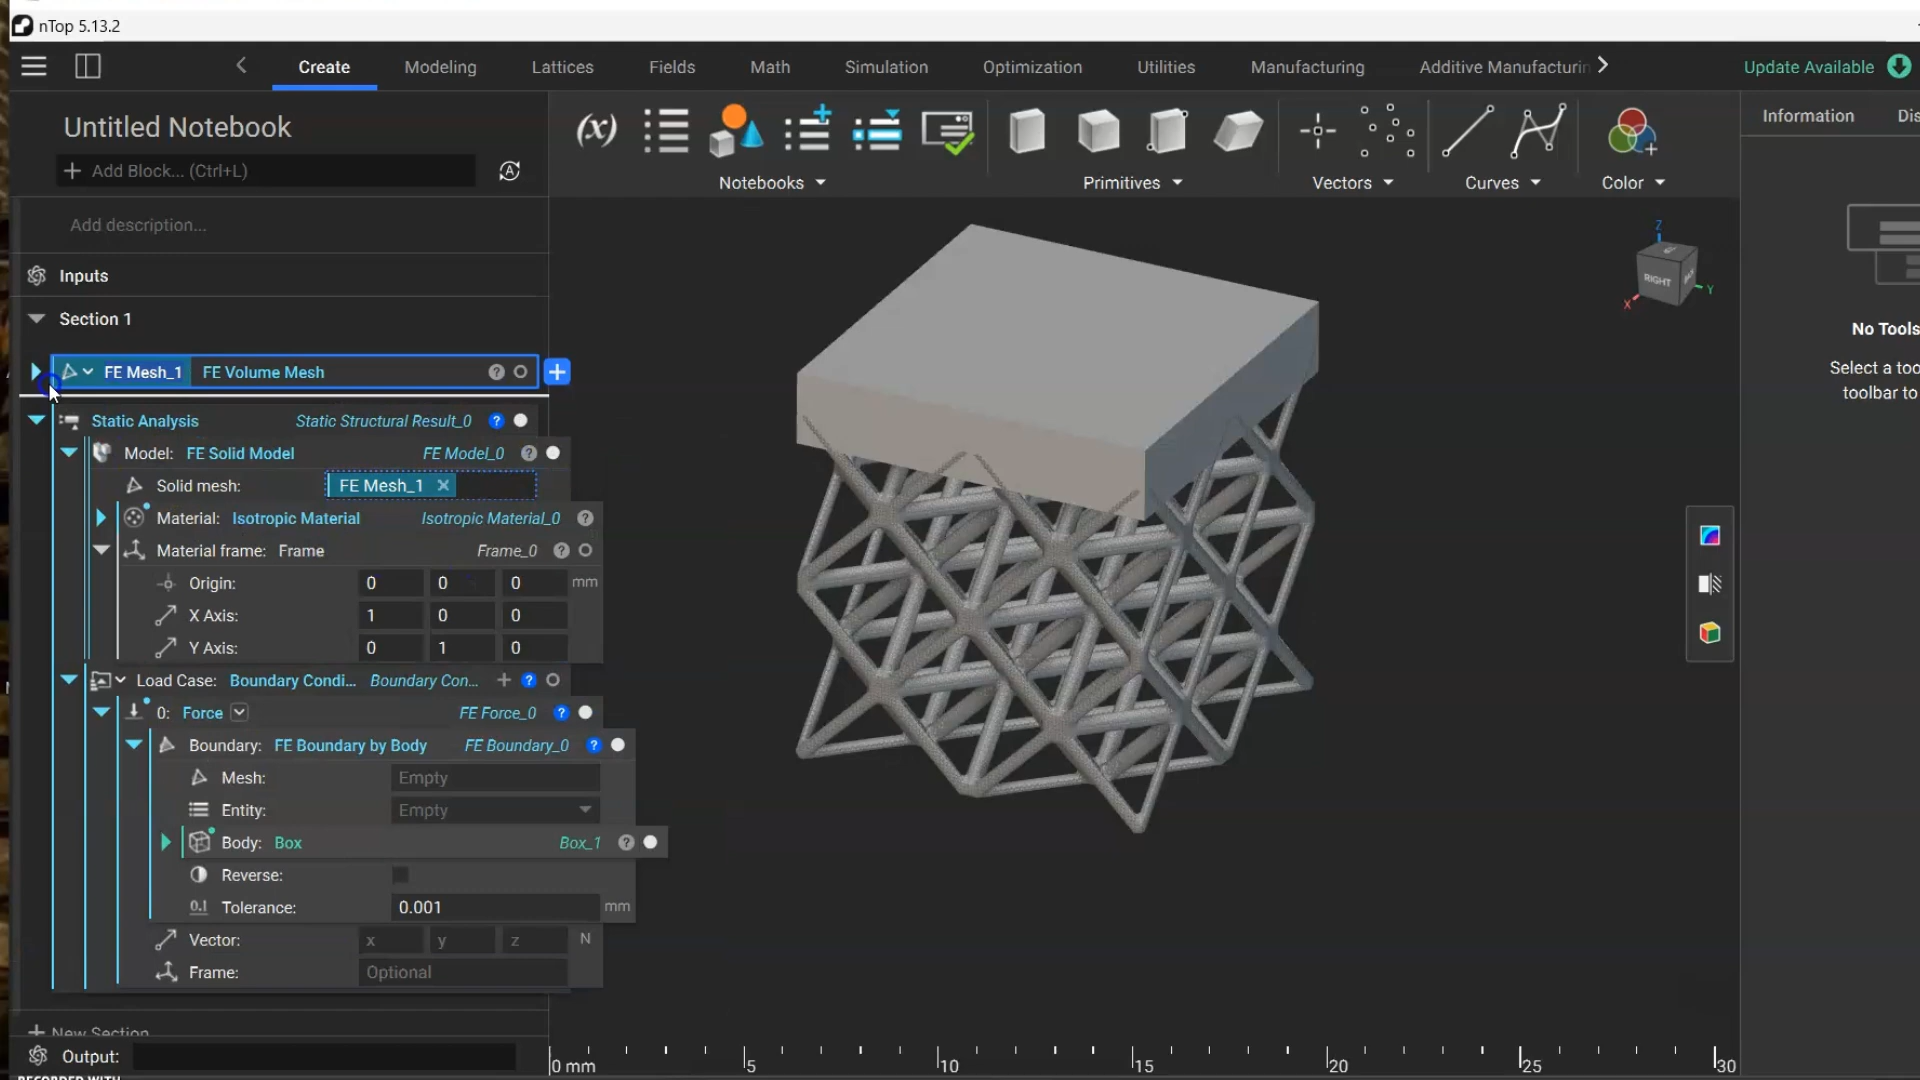 nTop 5.13.2
Create Modeling Lattices Fields Math Simulation Optimization Utilities Manufacturing Additive Manufacturin Update Available
Untitled Notebook
Add Block... (Ctrl+L)
(x)
Notebooks Primitives Vectors Curves Color
Information Dis
Add description...
Inputs
Section 1
FE Mesh_1 FE Volume Mesh
Static Analysis Static Structural Result_0
Model: FE Solid Model FE Model_0
Solid mesh: FE Mesh_1
Material: Isotropic Material Isotropic Material_0
Material frame: Frame Frame_0
Origin: 0 0 0 mm
X Axis: 1 0 0
Y Axis: 0 1 0
Load Case: Boundary Condi... Boundary Con...
0: Force FE Force_0
Boundary: FE Boundary by Body FE Boundary_0
Mesh: Empty
Entity: Empty
Body: Box Box_1
Reverse:
0.1 Tolerance: 0.001 mm
Vector: x y z N
Frame: Optional
New Section
Output:
RECORDED WITH
Z
RIGHT
X
Y
No Tools
Select a too
toolbar to
0 mm 5 10 15 20 25 30